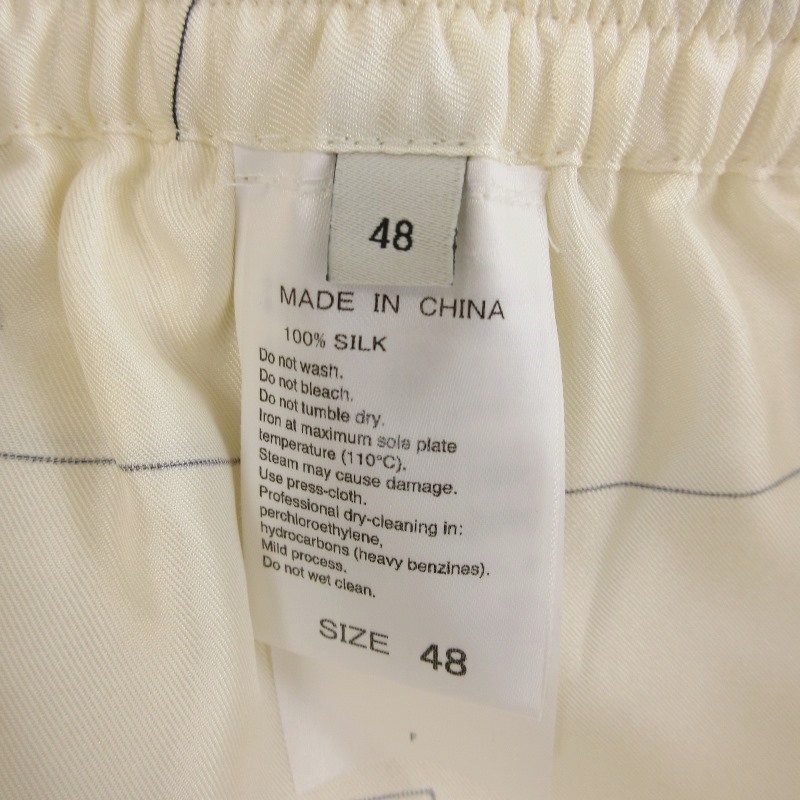 48
MADE IN CHINA
100% SILK
Do not wash.
Do not bleach.
Do not tumble dry.
Iron at maximum sole plate
temperature (110°C).
Steam may cause damage.
Use press-cloth.
Professional dry-cleaning in:
perchloroethylene,
hydrocarbons (heavy benzines).
Mild process.
Do not wet clean.
SIZE 48